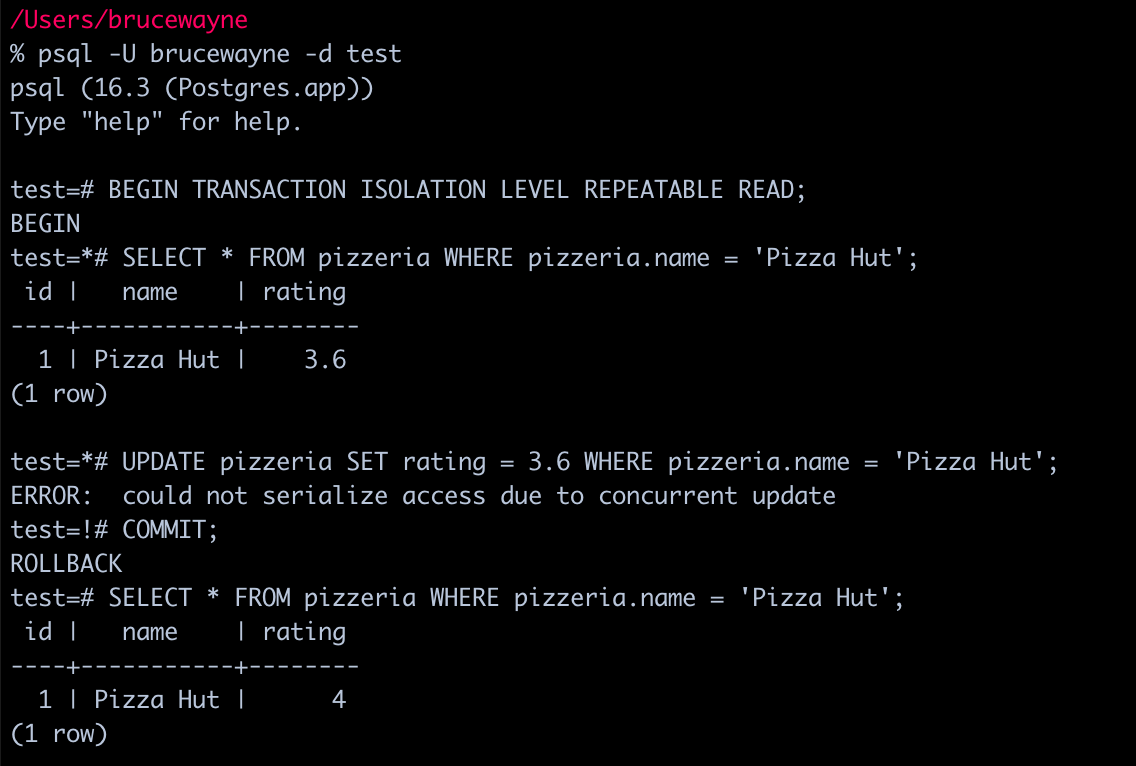 /Users/brucewayne
% psql -U brucewayne -d test
psql (16.3 (Postgres.app))
Type "help" for help.

test=# BEGIN TRANSACTION ISOLATION LEVEL REPEATABLE READ;
BEGIN
test=*# SELECT * FROM pizzeria WHERE pizzeria.name = 'Pizza Hut';
 id |   name    | rating
----+-----------+--------
  1 | Pizza Hut |    3.6
(1 row)

test=*# UPDATE pizzeria SET rating = 3.6 WHERE pizzeria.name = 'Pizza Hut';
ERROR:  could not serialize access due to concurrent update
test=!# COMMIT;
ROLLBACK
test=# SELECT * FROM pizzeria WHERE pizzeria.name = 'Pizza Hut';
 id |   name    | rating
----+-----------+--------
  1 | Pizza Hut |      4
(1 row)